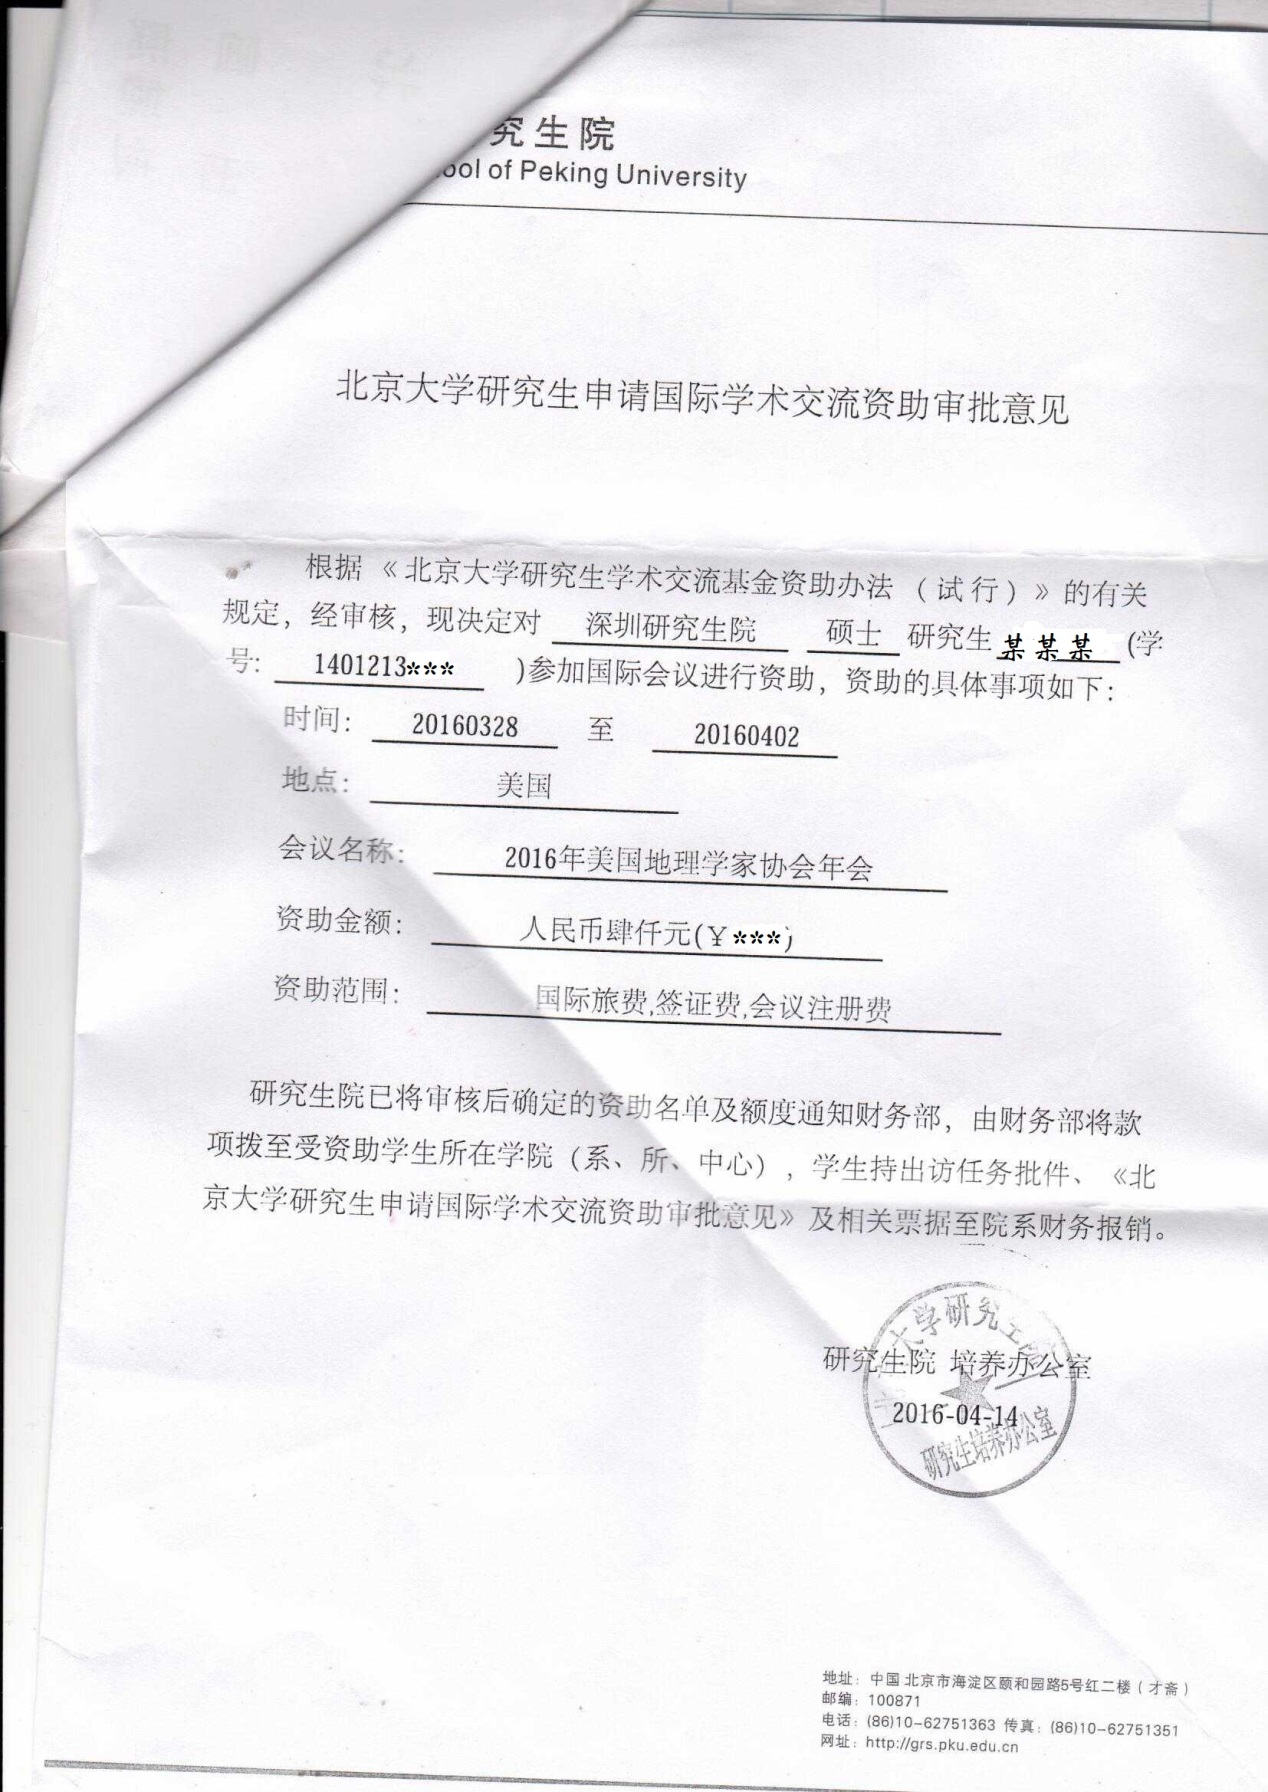 究生院
ool of Peking University
北京大学研究生申请国际学术交流资助审批意见
根据《北京大学研究生学术交流基金资助办法（试行）》的有关
规定，经审核，现决定对 深圳研究生院 硕士 研究生 某某某 (学
号: 1401213*** )参加国际会议进行资助，资助的具体事项如下:
时间: 20160328 至 20160402
地点: 美国
会议名称: 2016年美国地理学家协会年会
资助金额: 人民币肆仟元(￥***)
资助范围: 国际旅费,签证费,会议注册费
研究生院已将审核后确定的资助名单及额度通知财务部，由财务部将款
项拨至受资助学生所在学院（系、所、中心），学生持出访任务批件、《北
京大学研究生申请国际学术交流资助审批意见》及相关票据至院系财务报销。
大学研究生院
研究生院 培养办公室
2016-04-14
研究生培养办公室
地址：中国 北京市海淀区颐和园路5号红二楼（才斋）
邮编：100871
电话：(86)10-62751363 传真：(86)10-62751351
网址：http://grs.pku.edu.cn